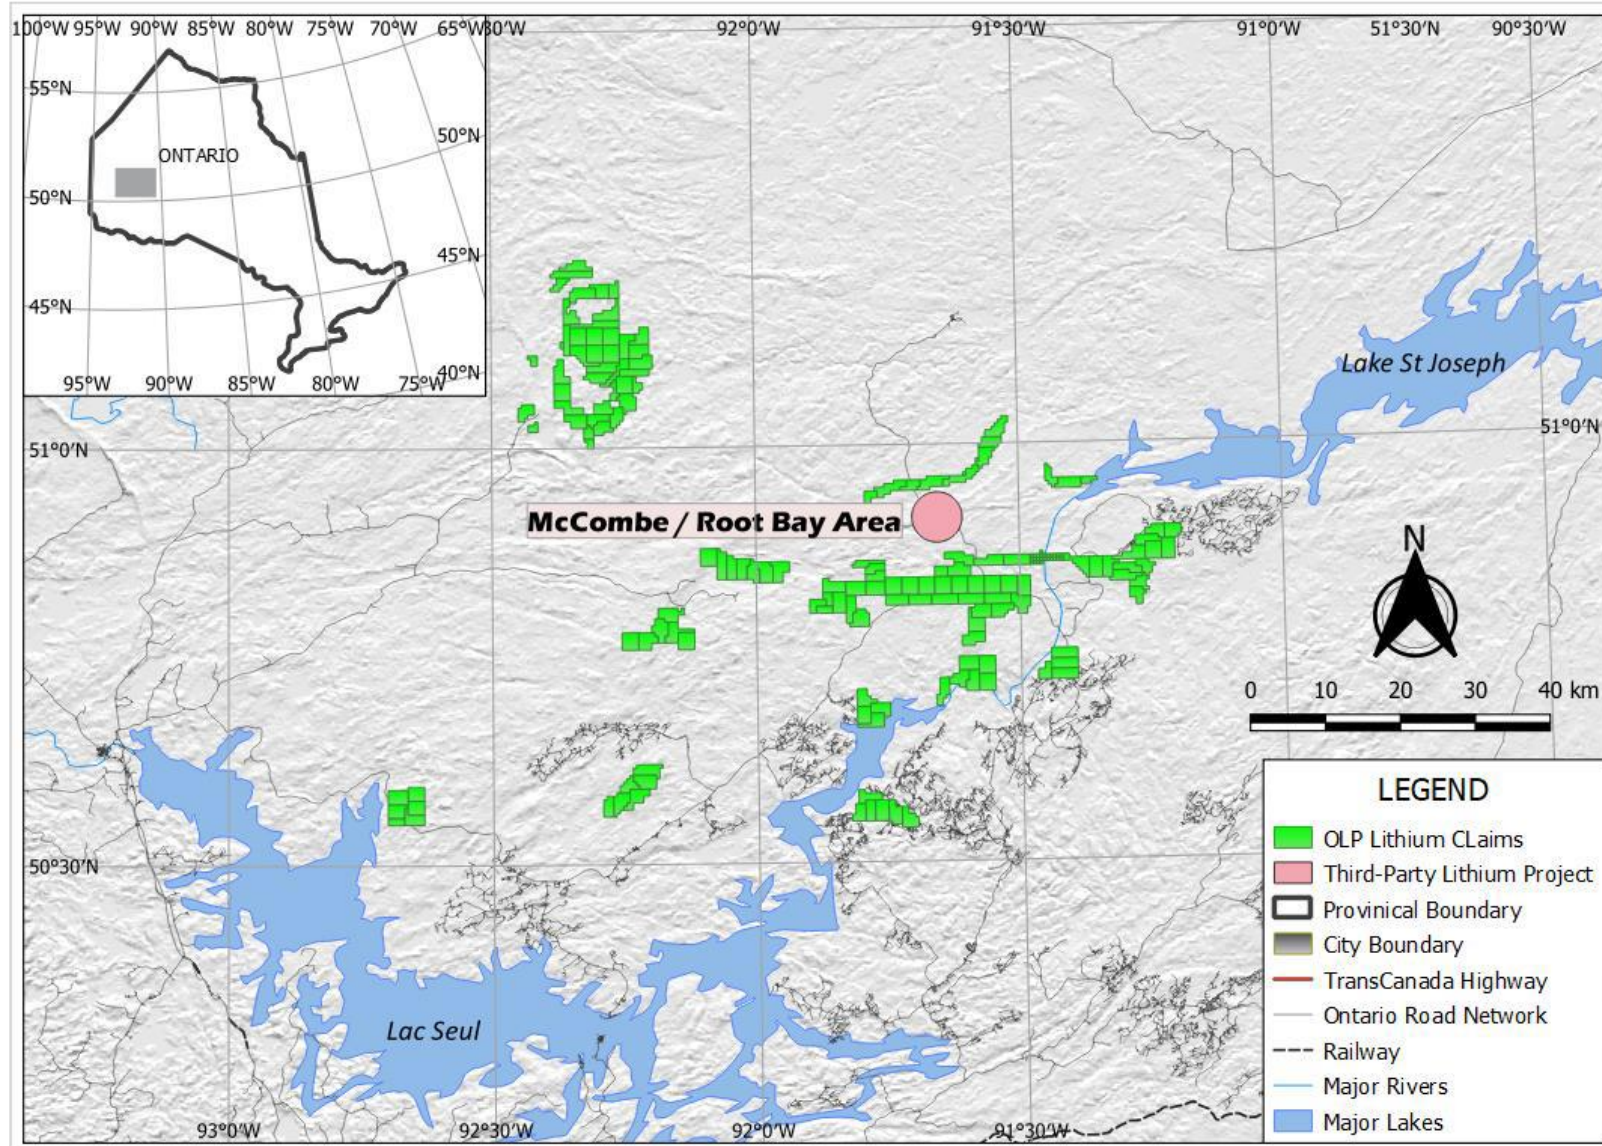 100°W 95°W 90°W 85°W 80°W 75°W 70°W 65°W
30'W 92°0'W 91°30'W 91°0'W 51°30'N 90°30'W
55°N
50°N
ONTARIO
50°N
45°N
45°N
40°N
95°W 90°W 85°W 80°W 75°W
Lake St Joseph
51°0'N
51°0'N
McCombe / Root Bay Area
N
0 10 20 30 40 km
50°30'N
Lac Seul
LEGEND
OLP Lithium CLaims
Third-Party Lithium Project
Provinical Boundary
City Boundary
TransCanada Highway
Ontario Road Network
Railway
Major Rivers
Major Lakes
93°0'W 92°30'W 92°0'W 91°30'W